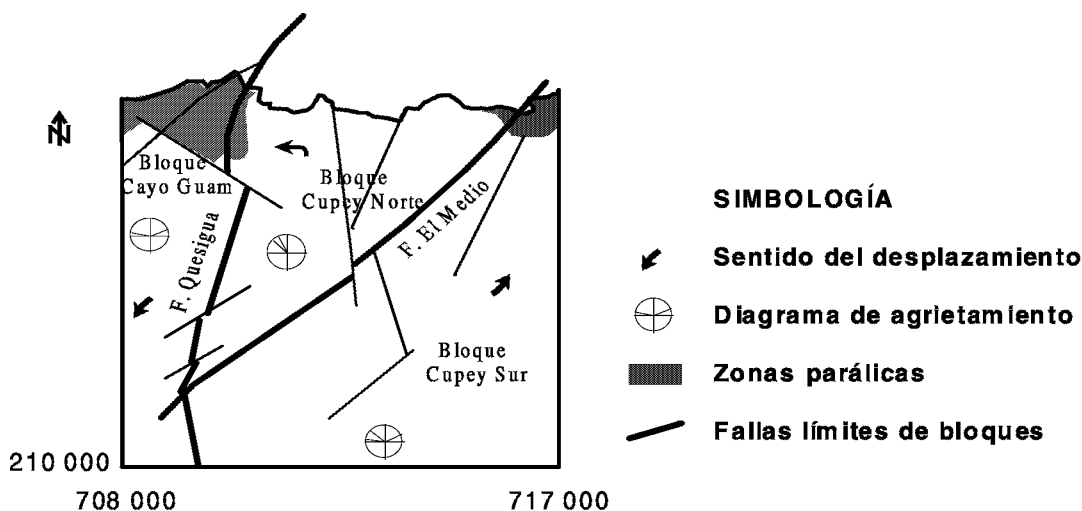 N
Bloque
Cayo Guam
Bloque
Cupey Norte
F. Quesigua
F. El Medio
Bloque
Cupey Sur
210 000
708 000
717 000
SIMBOLOGÍA
Sentido del desplazamiento
Diagrama de agrietamiento
Zonas parálicas
Fallas límites de bloques